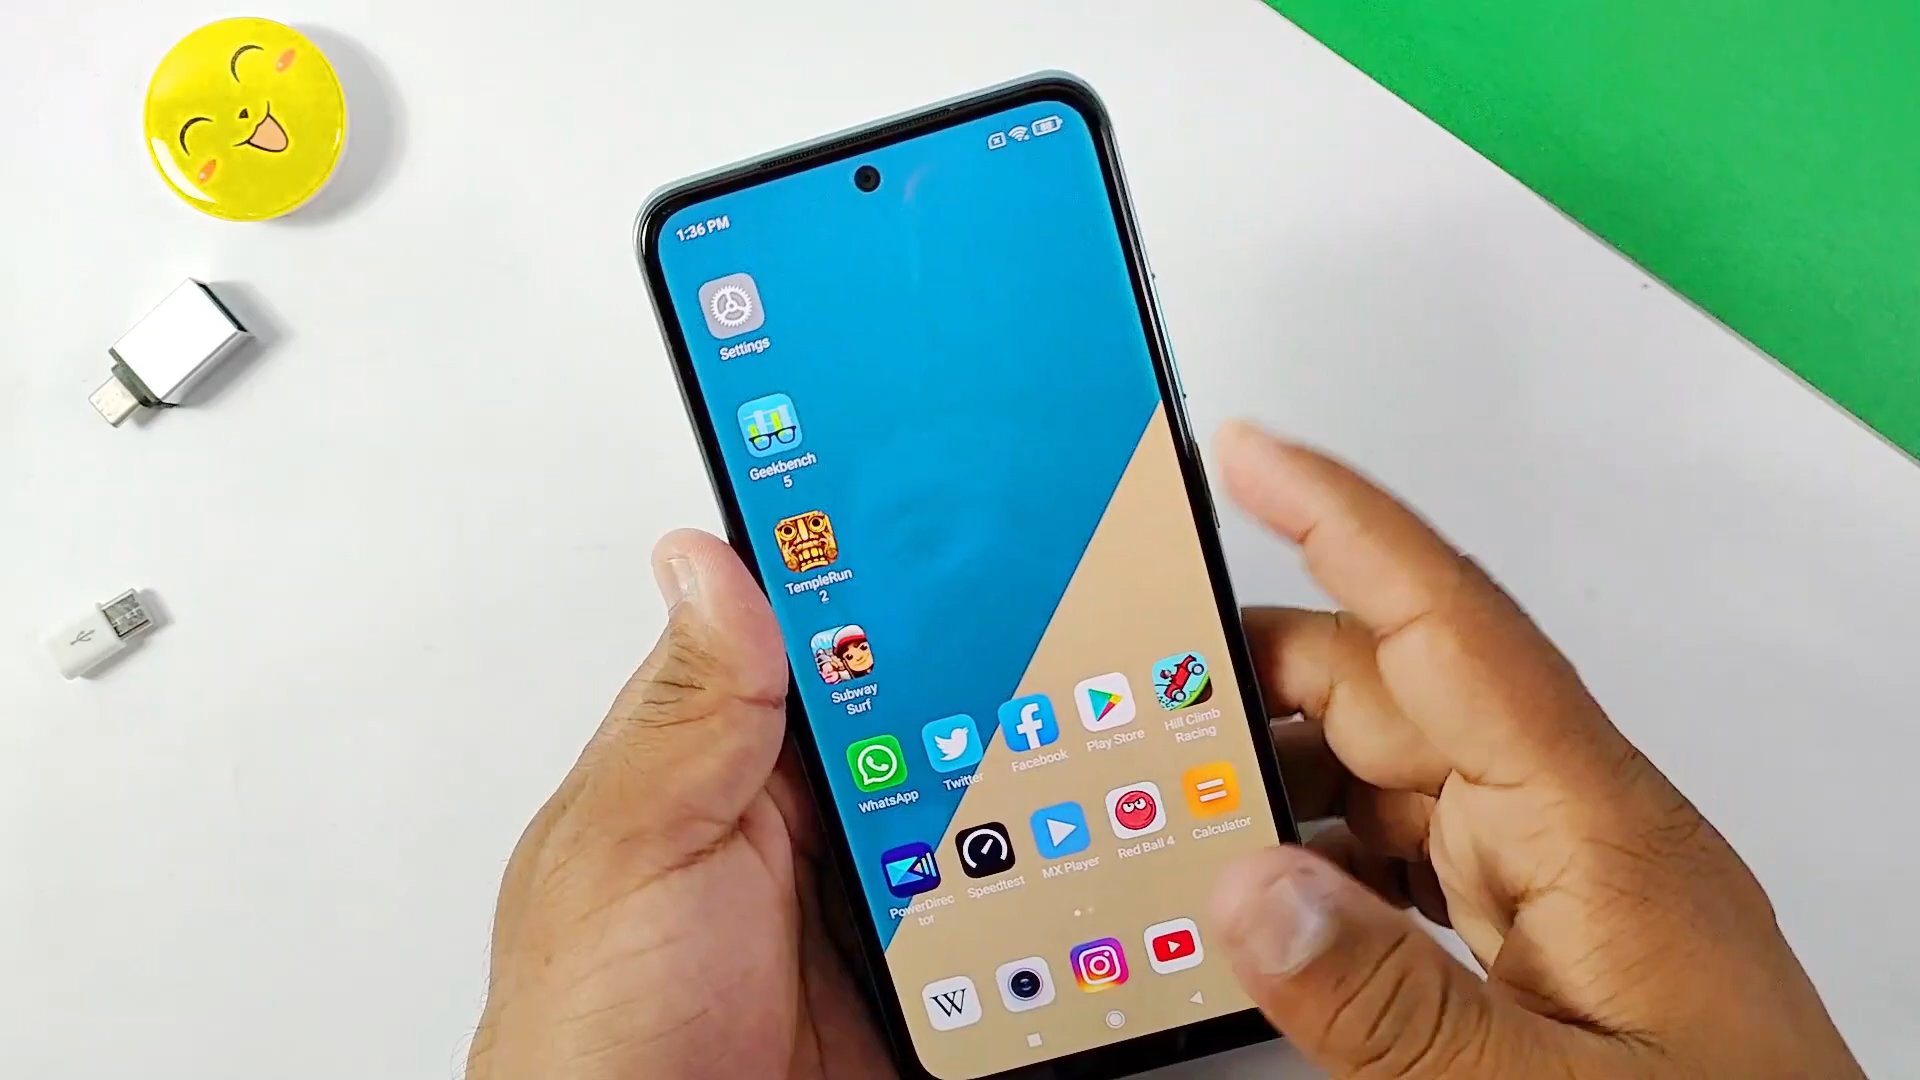 1:36 PM
88
Settings
Geekbench
5
TempleRun
2
Subway
Surf
WhatsApp
Twitter
Facebook
Play Store
Hill Climb
Racing
PowerDirec
tor
Speedtest
MX Player
Red Ball 4
Calculator
W